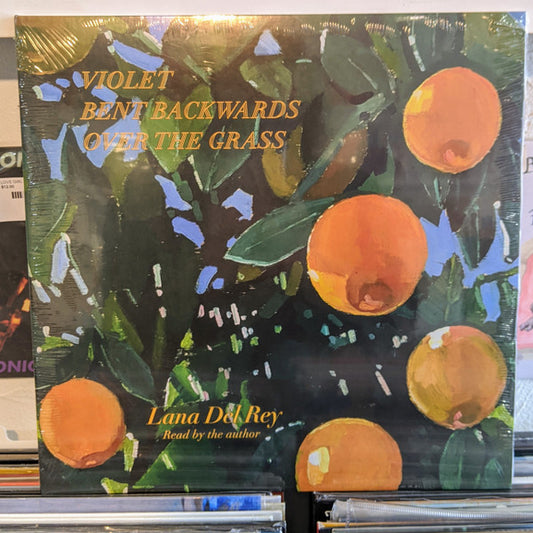 VIOLET
BENT BACKWARDS
OVER THE GRASS
Lana Del Rey
Read by the author